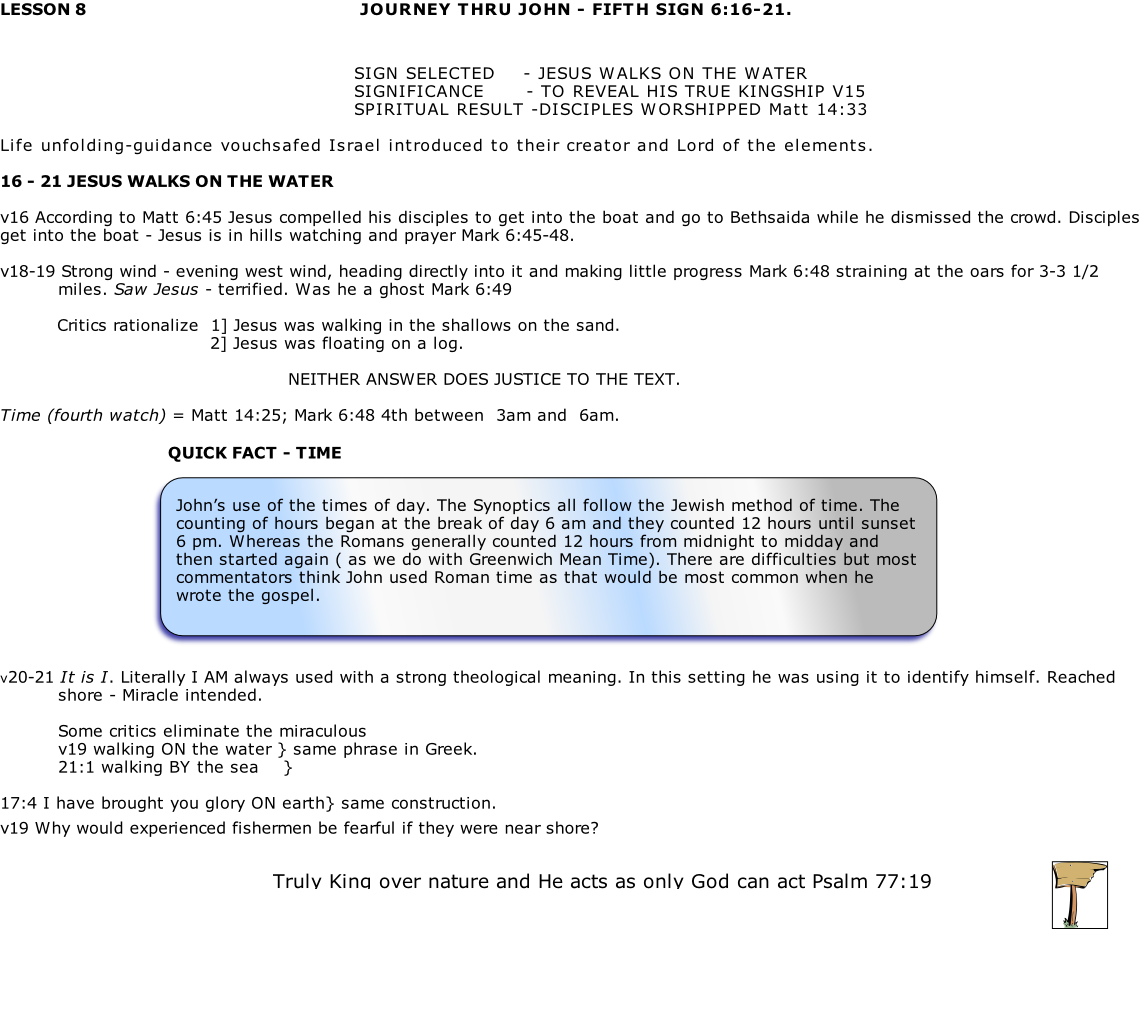 LESSON 8 JOURNEY THRU JOHN - FIFTH SIGN 6:16-21.
SIGN SELECTED - JESUS WALKS ON THE WATER
SIGNIFICANCE - TO REVEAL HIS TRUE KINGSHIP V15
SPIRITUAL RESULT -DISCIPLES WORSHIPPED Matt 14:33
Life unfolding-guidance vouchsafed Israel introduced to their creator and Lord of the elements.
16 - 21 JESUS WALKS ON THE WATER
v16 According to Matt 6:45 Jesus compelled his disciples to get into the boat and go to Bethsaida while he dismissed the crowd. Disciples
get into the boat - Jesus is in hills watching and prayer Mark 6:45-48.
v18-19 Strong wind - evening west wind, heading directly into it and making little progress Mark 6:48 straining at the oars for 3-3 1/2
miles. Saw Jesus - terrified. Was he a ghost Mark 6:49
Critics rationalize 1] Jesus was walking in the shallows on the sand.
2] Jesus was floating on a log.
NEITHER ANSWER DOES JUSTICE TO THE TEXT.
Time (fourth watch) = Matt 14:25; Mark 6:48 4th between 3am and 6am.
QUICK FACT - TIME
John’s use of the times of day. The Synoptics all follow the Jewish method of time. The
counting of hours began at the break of day 6 am and they counted 12 hours until sunset
6 pm. Whereas the Romans generally counted 12 hours from midnight to midday and
then started again ( as we do with Greenwich Mean Time). There are difficulties but most
commentators think John used Roman time as that would be most common when he
wrote the gospel.
v20-21 It is I. Literally I AM always used with a strong theological meaning. In this setting he was using it to identify himself. Reached
shore - Miracle intended.
Some critics eliminate the miraculous
v19 walking ON the water } same phrase in Greek.
21:1 walking BY the sea }
17:4 I have brought you glory ON earth} same construction.
v19 Why would experienced fishermen be fearful if they were near shore?
Truly King over nature and He acts as only God can act Psalm 77:19